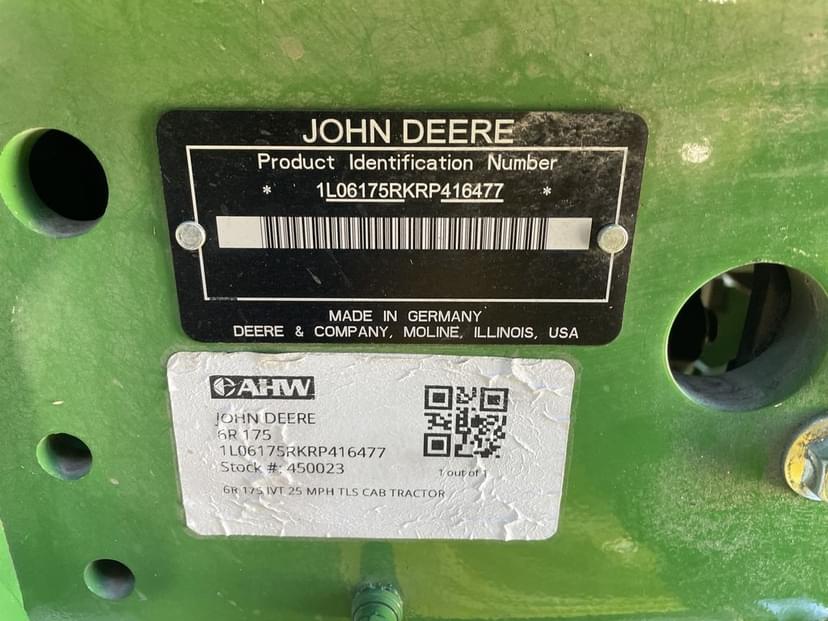 JOHN DEERE
Product Identification Number
* 1L06175RKRP416477 *
MADE IN GERMANY
DEERE & COMPANY, MOLINE, ILLINOIS, USA
AHW
JOHN DEERE
6R 175
1L06175RKRP416477
Stock #: 450023
1 out of 1
6R 175 IVT 25 MPH TLS CAB TRACTOR